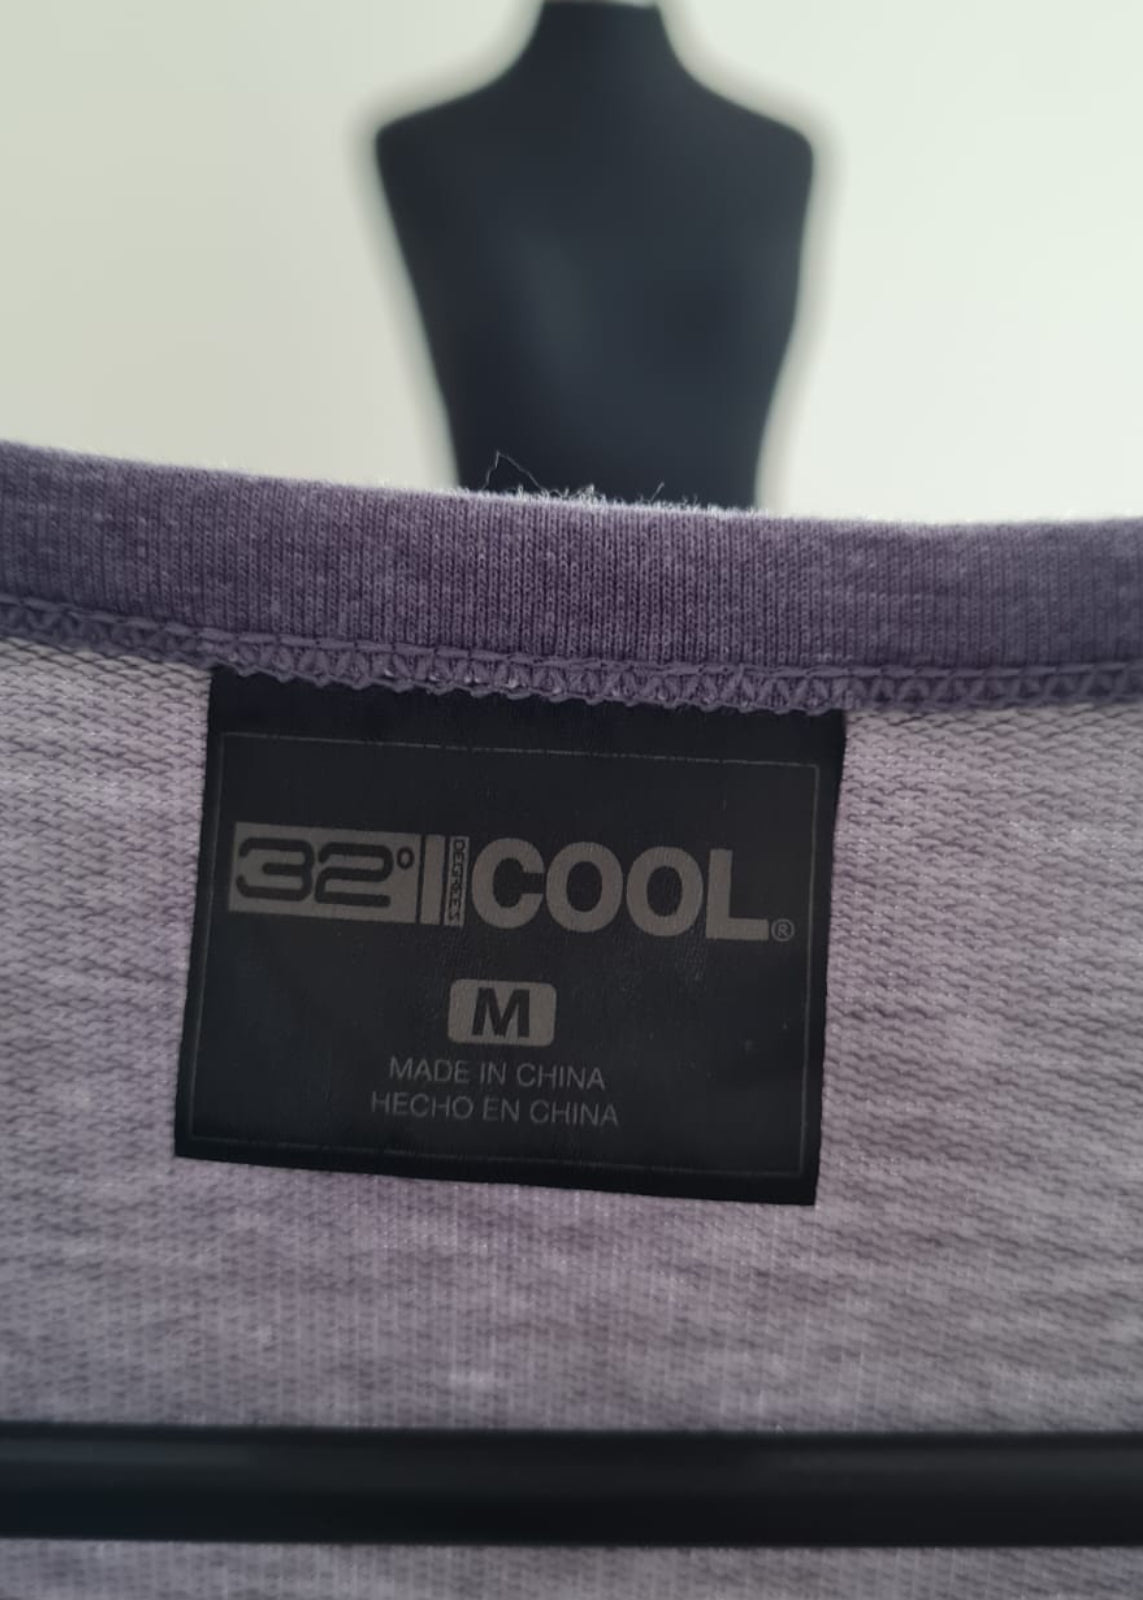 32° DEGREES COOL®
M
MADE IN CHINA
HECHO EN CHINA